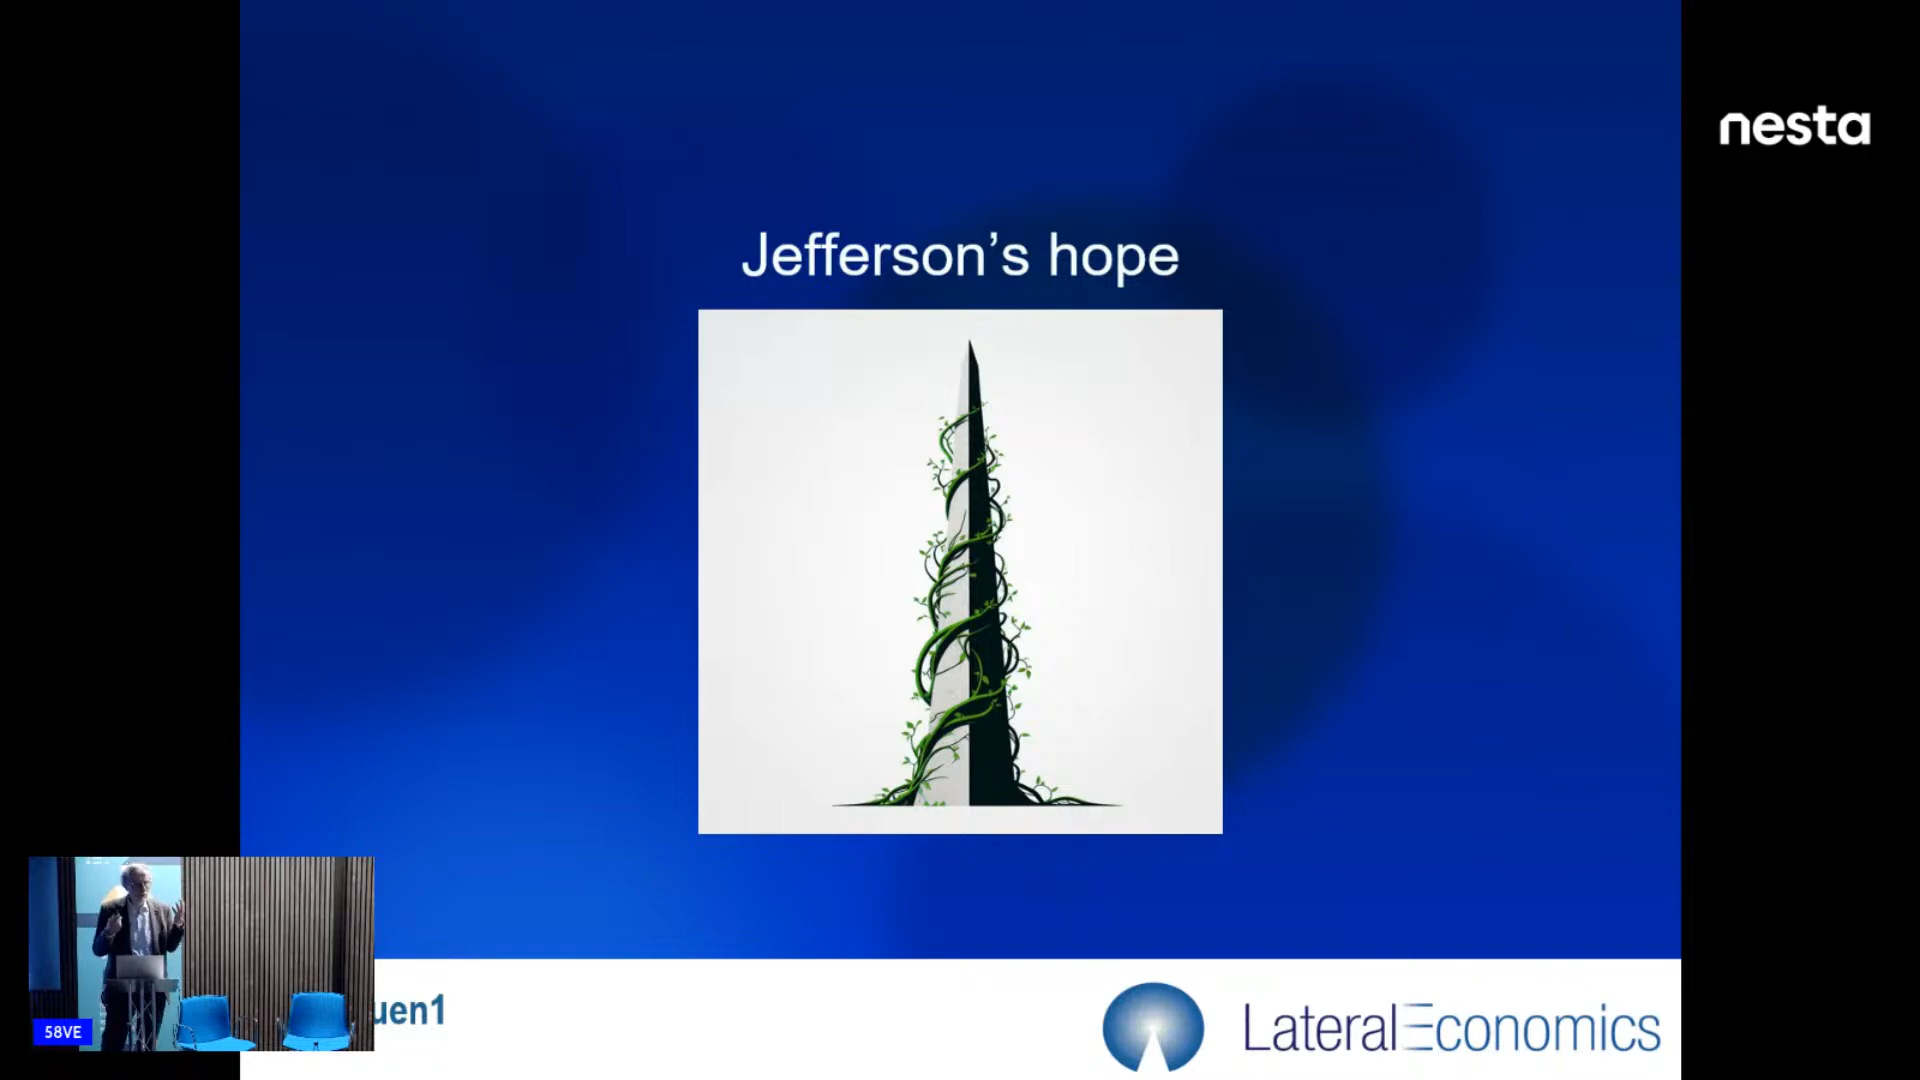 nesta
Jefferson’s hope
58VE
uen1
LateralEconomics